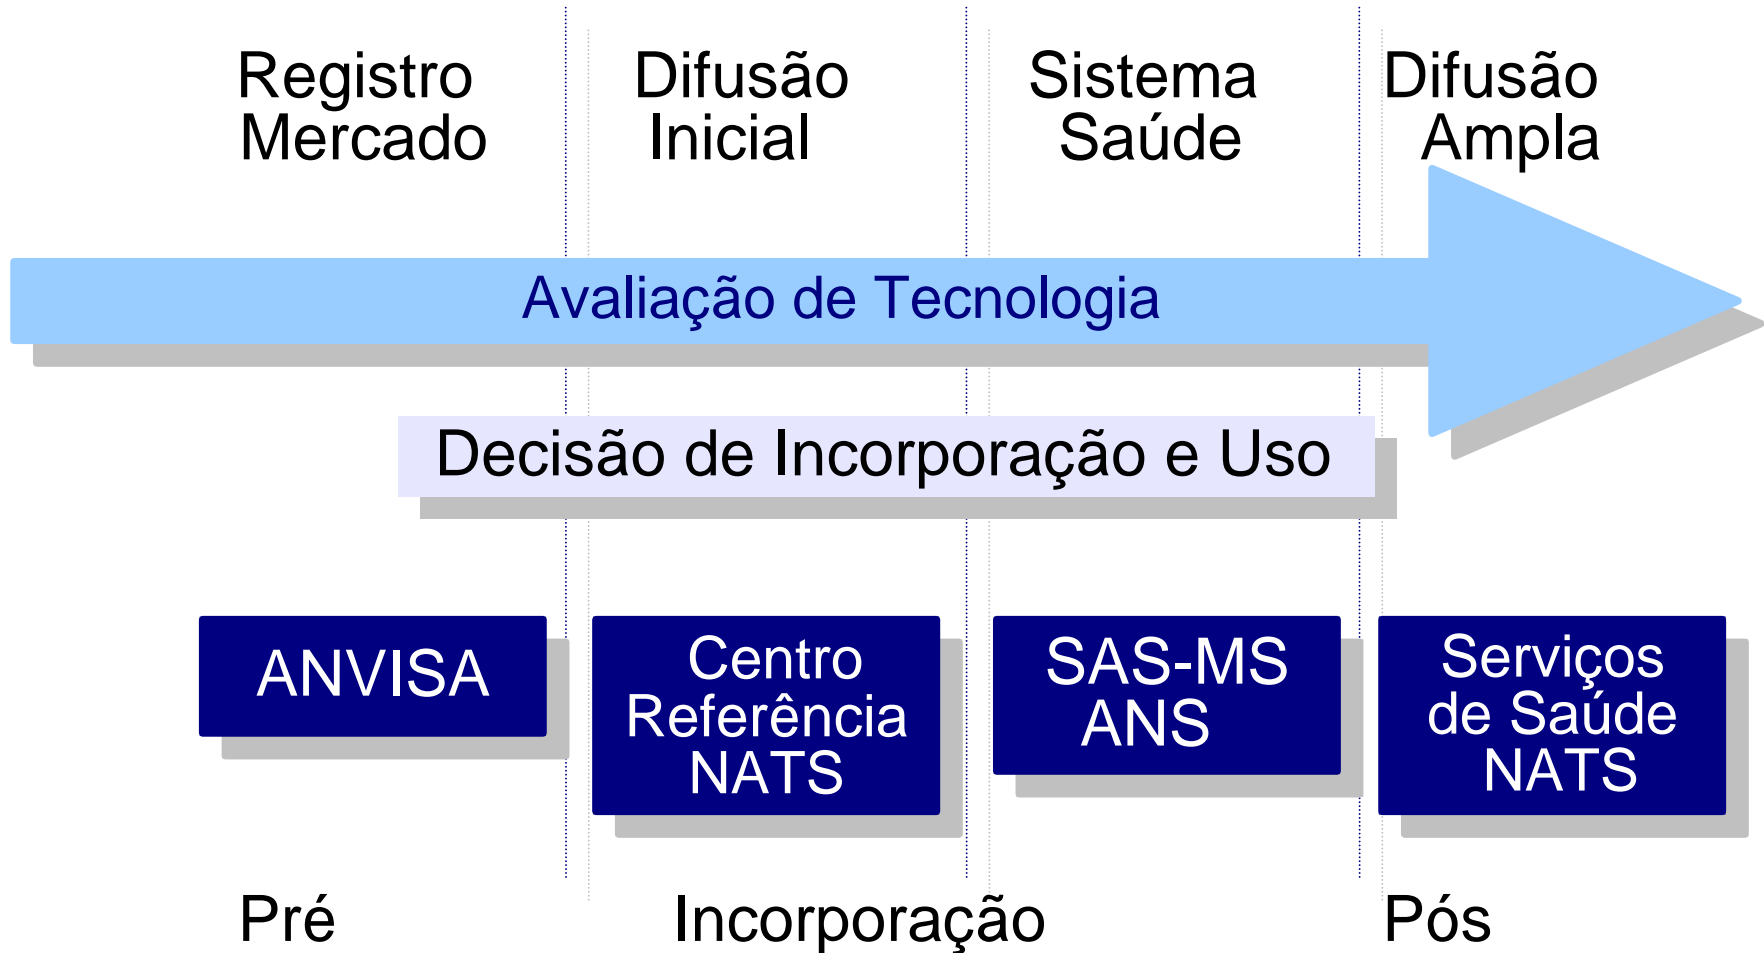 Registro
Mercado
Difusão
Inicial
Sistema
Saúde
Difusão
Ampla
Avaliação de Tecnologia
Decisão de Incorporação e Uso
ANVISA
Centro
Referência
NATS
SAS-MS
ANS
Serviços
de Saúde
NATS
Pré
Incorporação
Pós